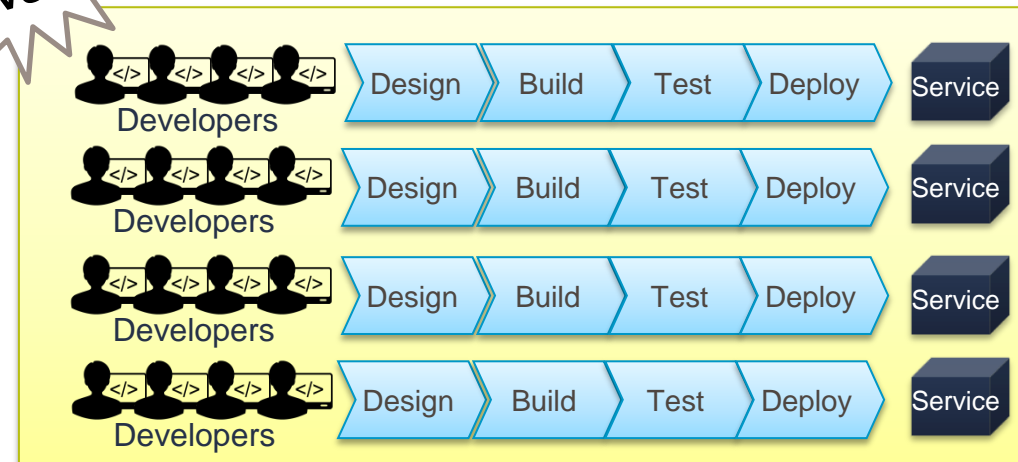 </> </> </> </>
Design Build Test Deploy Service
Developers
</> </> </> </>
Design Build Test Deploy Service
Developers
</> </> </> </>
Design Build Test Deploy Service
Developers
</> </> </> </>
Design Build Test Deploy Service
Developers